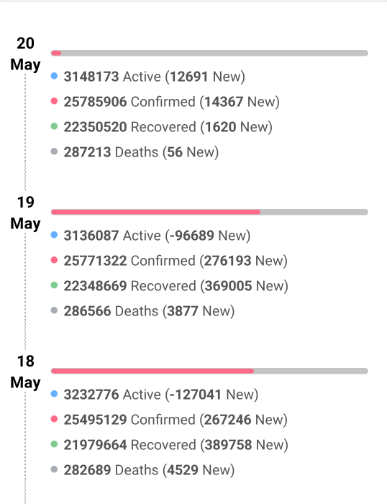 20
May
3148173 Active (12691 New)
25785906 Confirmed (14367 New)
22350520 Recovered (1620 New)
287213 Deaths (56 New)
19
May
3136087 Active (-96689 New)
25771322 Confirmed (276193 New)
22348669 Recovered (369005 New)
286566 Deaths (3877 New)
18
May
3232776 Active (-127041 New)
25495129 Confirmed (267246 New)
21979664 Recovered (389758 New)
282689 Deaths (4529 New)